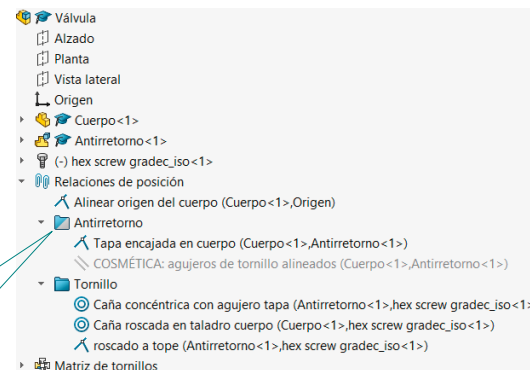 Válvula
Alzado
Planta
Vista lateral
Origen
Cuerpo<1>
Antirretorno<1>
(-) hex screw gradec_iso<1>
Relaciones de posición
Alinear origen del cuerpo (Cuerpo<1>,Origen)
Antirretorno
Tapa encajada en cuerpo (Cuerpo<1>,Antirretorno<1>)
COSMÉTICA: agujeros de tornillo alineados (Cuerpo<1>,Antirretorno<1>)
Tornillo
Caña concéntrica con agujero tapa (Antirretorno<1>,hex screw gradec_iso<1>
Caña roscada en taladro cuerpo (Cuerpo<1>,hex screw gradec_iso<1>)
roscado a tope (Antirretorno<1>,hex screw gradec_iso<1>)
Matriz de tornillos